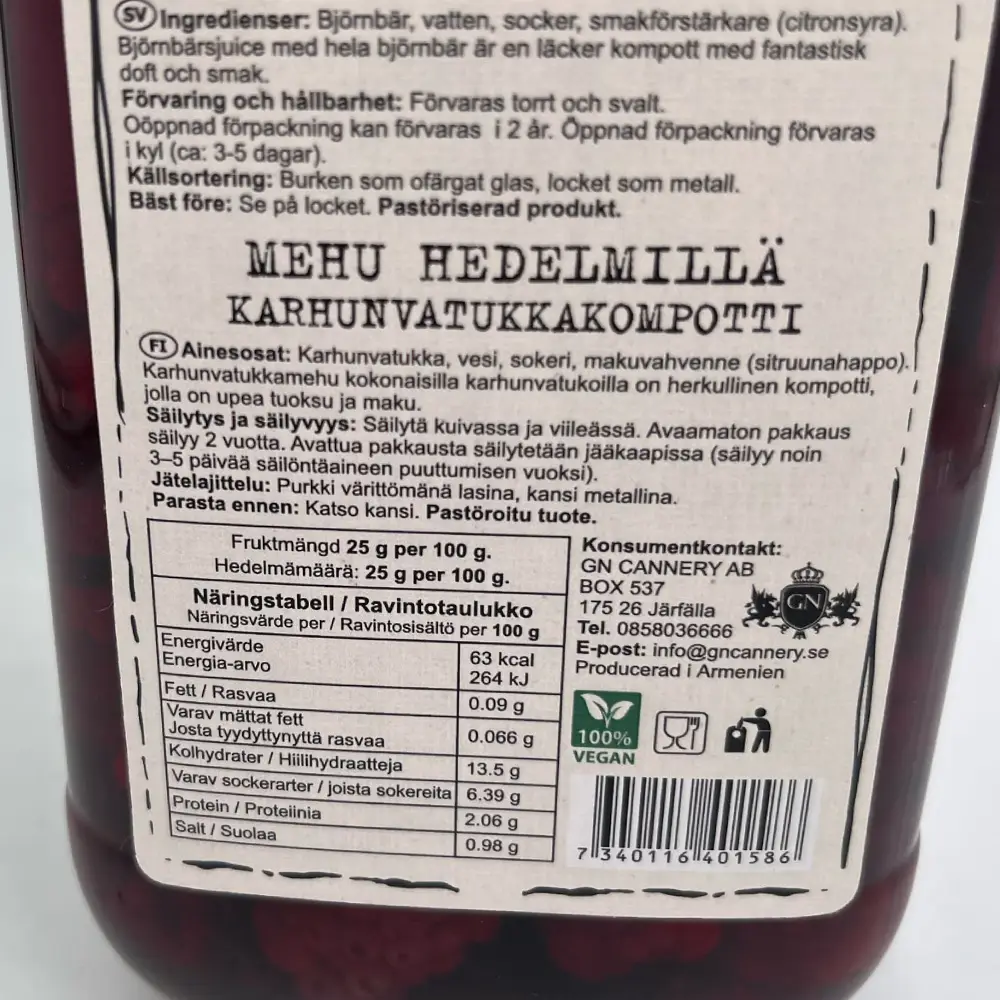 SV Ingredienser: Björnbär, vatten, socker, smakförstärkare (citronsyra).
Björnbärsjuice med hela björnbär är en läcker kompott med fantastisk
doft och smak.
Förvaring och hållbarhet: Förvaras torrt och svalt.
Oöppnad förpackning kan förvaras i 2 år. Öppnad förpackning förvaras
i kyl (ca: 3-5 dagar).
Källsortering: Burken som ofärgat glas, locket som metall.
Bäst före: Se på locket. Pastöriserad produkt.
MEHU HEDELMILLÄ
KARHUNVATUKKAKOMPOTTI
FI Ainesosat: Karhunvatukka, vesi, sokeri, makuvahvenne (sitruunahappo).
Karhunvatukkamehu kokonaisilla karhunvatukoilla on herkullinen kompotti,
jolla on upea tuoksu ja maku.
Säilytys ja säilyvyys: Säilytä kuivassa ja viileässä. Avaamaton pakkaus
säilyy 2 vuotta. Avattua pakkausta säilytetään jääkaapissa (säilyy noin
3–5 päivää säilöntäaineen puuttumisen vuoksi).
Jätelajittelu: Purkki värittömänä lasina, kansi metallina.
Parasta ennen: Katso kansi. Pastöroitu tuote.
Fruktmängd 25 g per 100 g.
Hedelmämäärä: 25 g per 100 g.
Näringstabell / Ravintotaulukko
Näringsvärde per / Ravintosisältö per 100 g
Energivärde 63 kcal
Energia-arvo 264 kJ
Fett / Rasvaa 0.09 g
Varav mättat fett
Josta tyydyttynyttä rasvaa 0.066 g
Kolhydrater / Hiilihydraatteja 13.5 g
Varav sockerarter / joista sokereita 6.39 g
Protein / Proteiinia 2.06 g
Salt / Suolaa 0.98 g
Konsumentkontakt:
GN CANNERY AB
BOX 537
175 26 Järfälla
Tel. 0858036666
E-post: info@gncannery.se
Producerad i Armenien
GN
100%
VEGAN
7 340116 401586